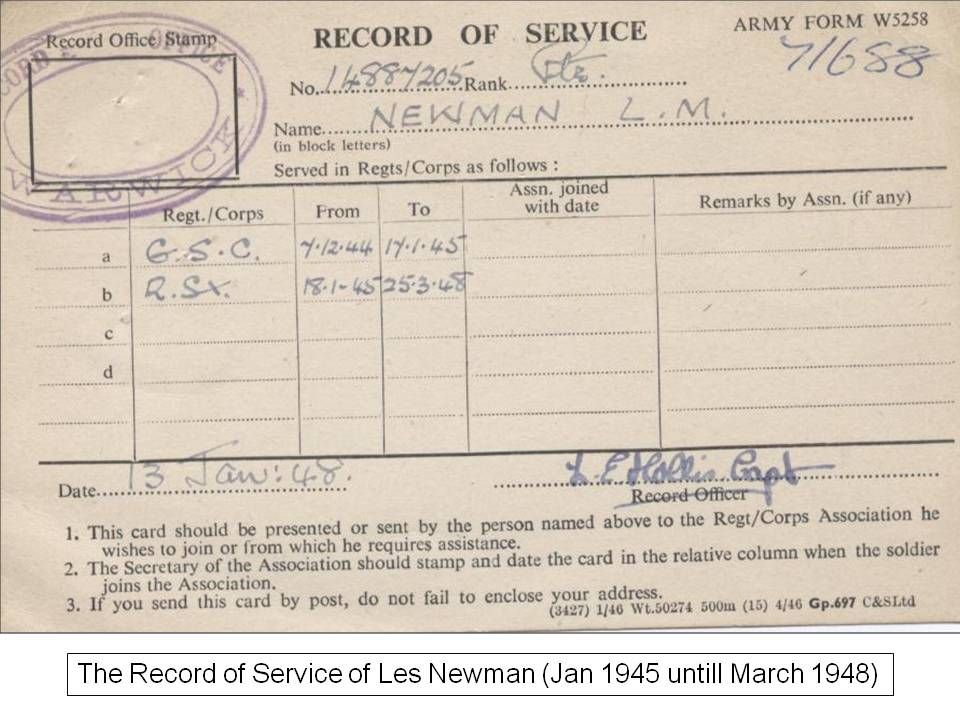 Record Office Stamp
RECORD OFFICE
WARWICK
RECORD OF SERVICE
ARMY FORM W5258
71688
No. 14887205 Rank Pte.
Name NEWMAN L.M.
(in block letters)
Served in Regts/Corps as follows :
Regt./Corps From To Assn. joined with date Remarks by Assn. (if any)
a G.S.C. 7.12.44 17.1.45
b R.SX. 18.1.45 25.3.48
c
d
Date 13 Jan: 48. L E Hollis Capt
Record Officer
1. This card should be presented or sent by the person named above to the Regt/Corps Association he
wishes to join or from which he requires assistance.
2. The Secretary of the Association should stamp and date the card in the relative column when the soldier
joins the Association.
3. If you send this card by post, do not fail to enclose your address.
(3427) 1/46 Wt.50274 500m (15) 4/46 Gp.697 C&SLtd
The Record of Service of Les Newman (Jan 1945 untill March 1948)